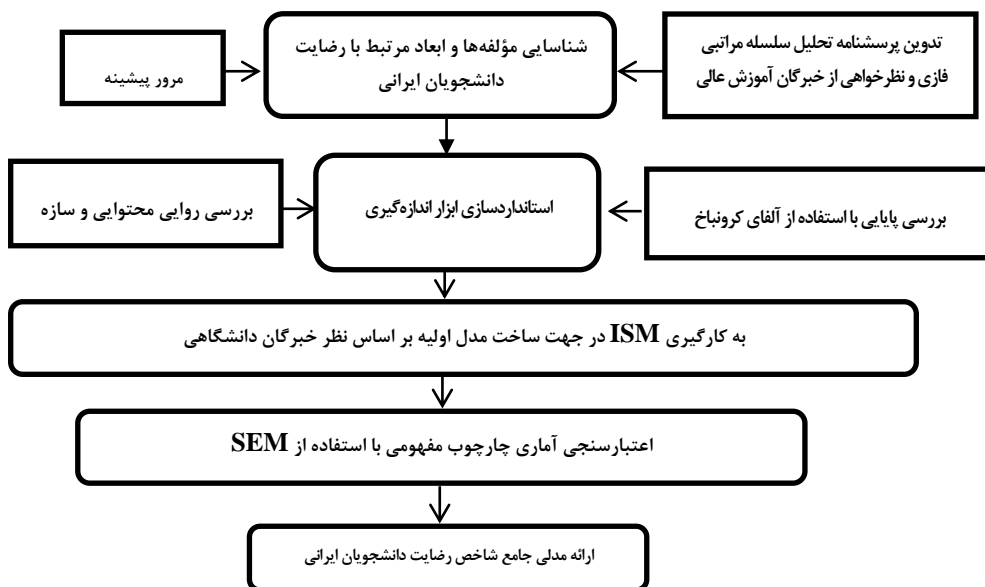 تدوین پرسشنامه تحلیل سلسله مراتبی
فازی و نظرخواهی از خبرگان آموزش عالی
شناسایی مؤلفه‌ها و ابعاد مرتبط با رضایت
دانشجویان ایرانی
مرور پیشینه
بررسی پایایی با استفاده از آلفای کرونباخ
استانداردسازی ابزار اندازه‌گیری
بررسی روایی محتوایی و سازه
به کارگیری ISM در جهت ساخت مدل اولیه بر اساس نظر خبرگان دانشگاهی
اعتبارسنجی آماری چارچوب مفهومی با استفاده از SEM
ارائه مدلی جامع شاخص رضایت دانشجویان ایرانی